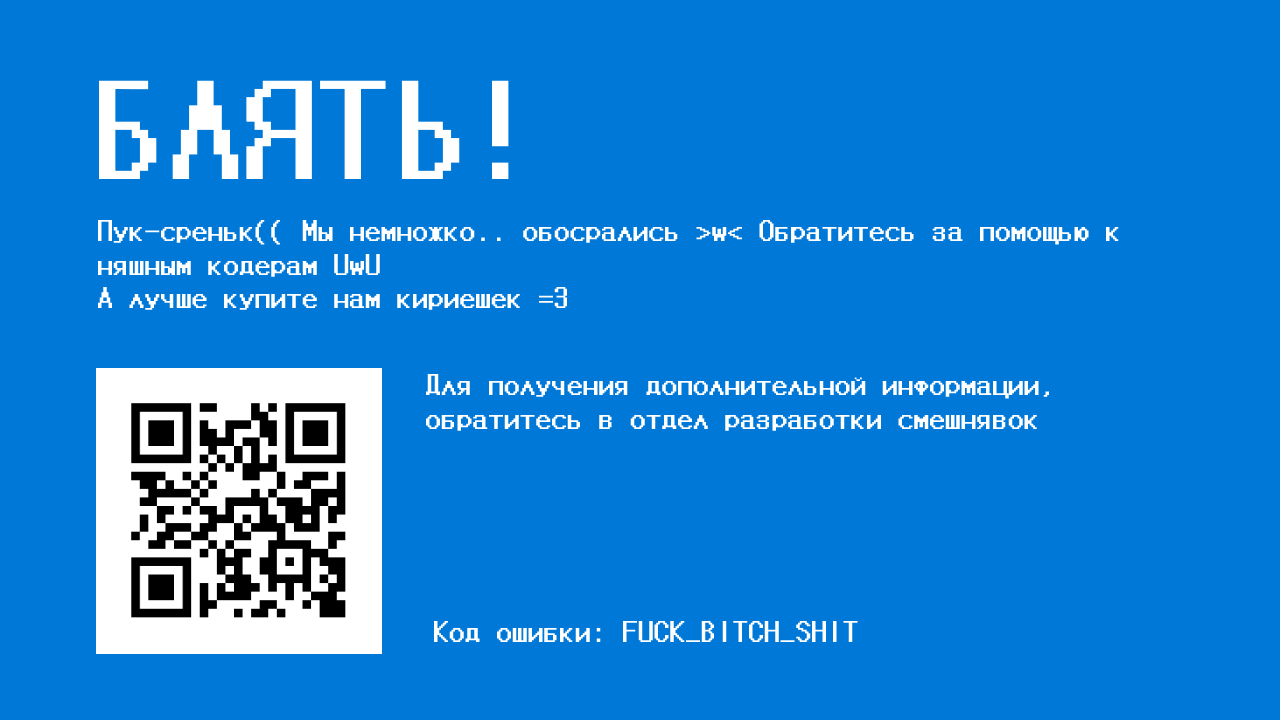 БЛЯТЬ!
Пук-среньк(( Мы немножко.. обосрались >w< Обратитесь за помощью к
няшным кодерам UwU
А лучше купите нам кириешек =3
Для получения дополнительной информации,
обратитесь в отдел разработки смешнявок
Код ошибки: FUCK_BITCH_SHIT